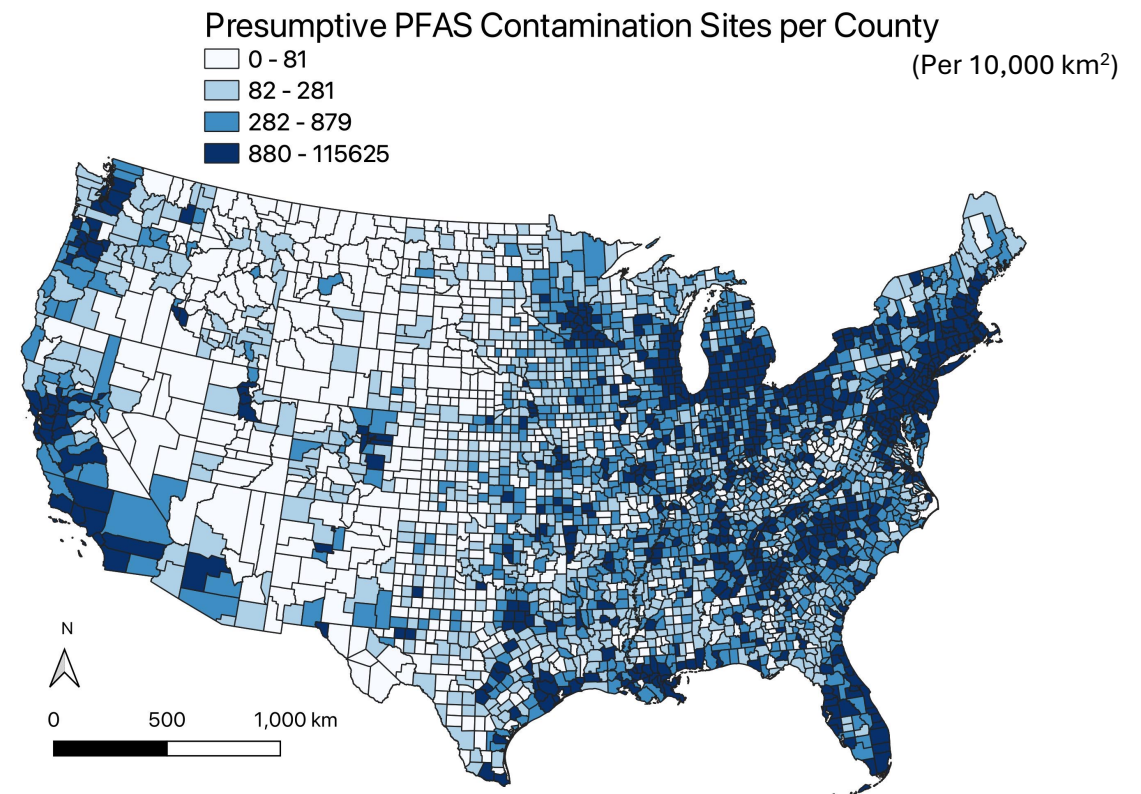 Presumptive PFAS Contamination Sites per County
(Per 10,000 km²)
0 - 81
82 - 281
282 - 879
880 - 115625
N
0 500 1,000 km